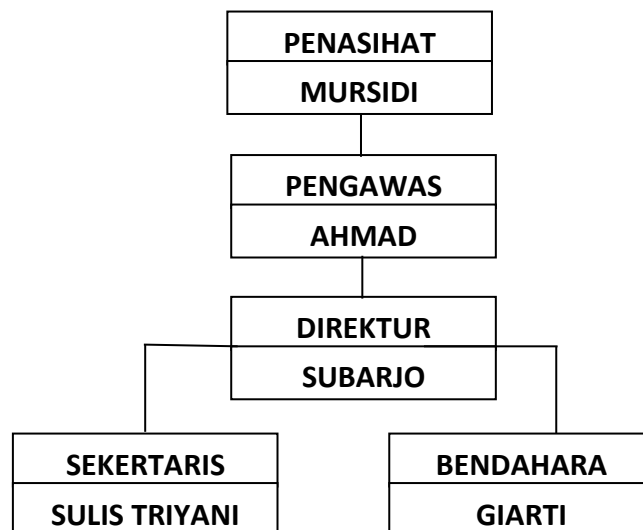 PENASIHAT
MURSIDI
PENGAWAS
AHMAD
DIREKTUR
SUBARJO
SEKERTARIS
SULIS TRIYANI
BENDAHARA
GIARTI